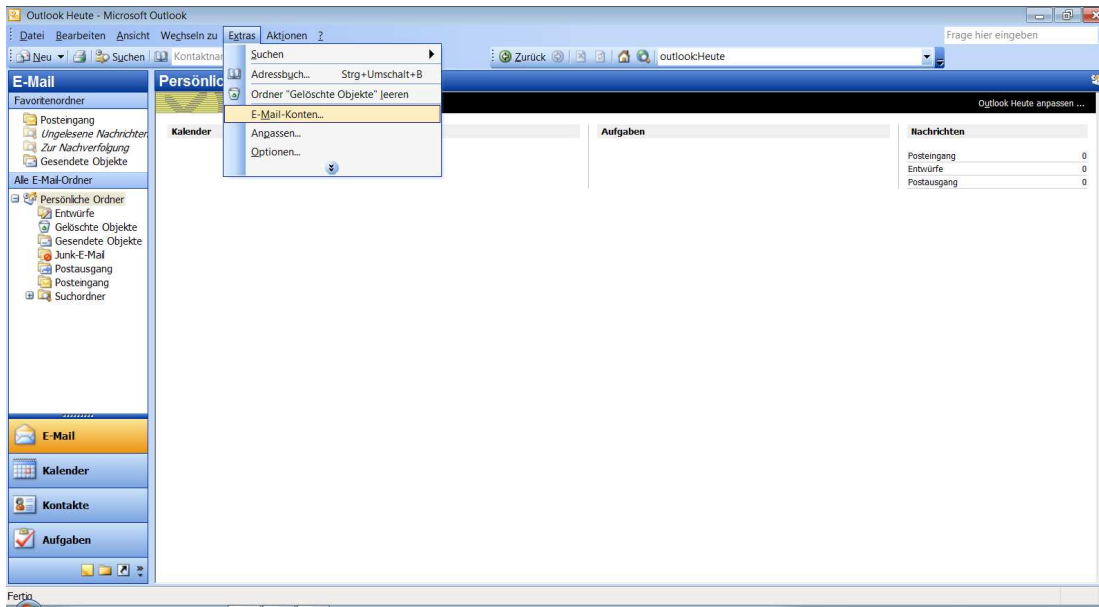 Outlook Heute - Microsoft Outlook
Datei Bearbeiten Ansicht Wechseln zu Extras Aktionen ?
Frage hier eingeben
Neu Suchen Kontaktnar
Zurück outlook:Heute
E-Mail
Favoritenordner
Posteingang
Ungelesene Nachrichten
Zur Nachverfolgung
Gesendete Objekte
Alle E-Mail-Ordner
Persönliche Ordner
Entwürfe
Gelöschte Objekte
Gesendete Objekte
Junk-E-Mail
Postausgang
Posteingang
Suchordner
E-Mail
Kalender
Kontakte
Aufgaben
Fertig
Suchen
Adressbuch... Strg+Umschalt+B
Ordner "Gelöschte Objekte" leeren
E-Mail-Konten...
Anpassen...
Optionen...
Persönlic
Outlook Heute anpassen ...
Kalender
Aufgaben
Nachrichten
Posteingang 0
Entwürfe 0
Postausgang 0